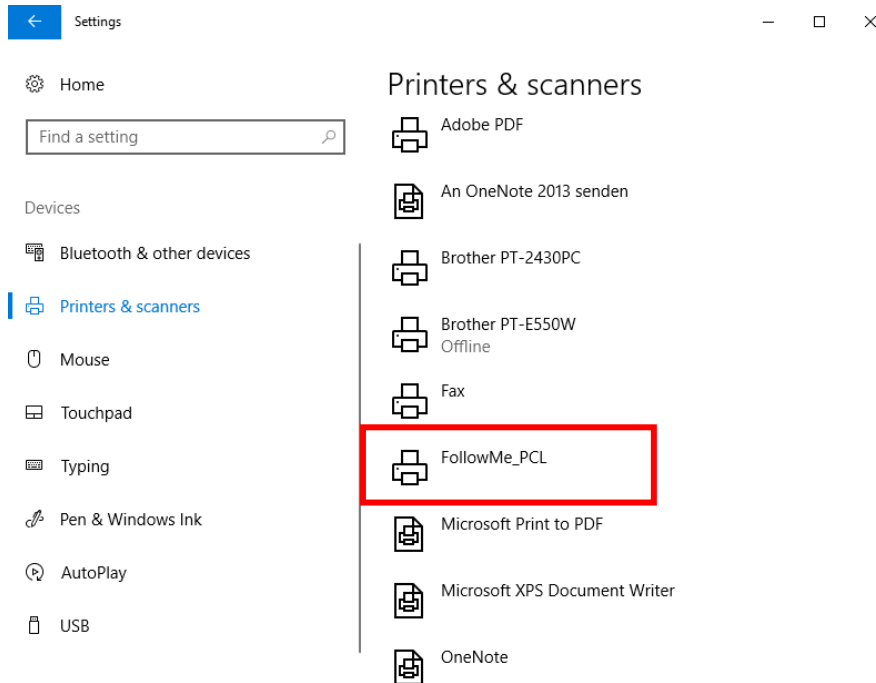 Settings
Home
Find a setting
Devices
Bluetooth & other devices
Printers & scanners
Mouse
Touchpad
Typing
Pen & Windows Ink
AutoPlay
USB
Printers & scanners
Adobe PDF
An OneNote 2013 senden
Brother PT-2430PC
Brother PT-E550W
Offline
Fax
FollowMe_PCL
Microsoft Print to PDF
Microsoft XPS Document Writer
OneNote